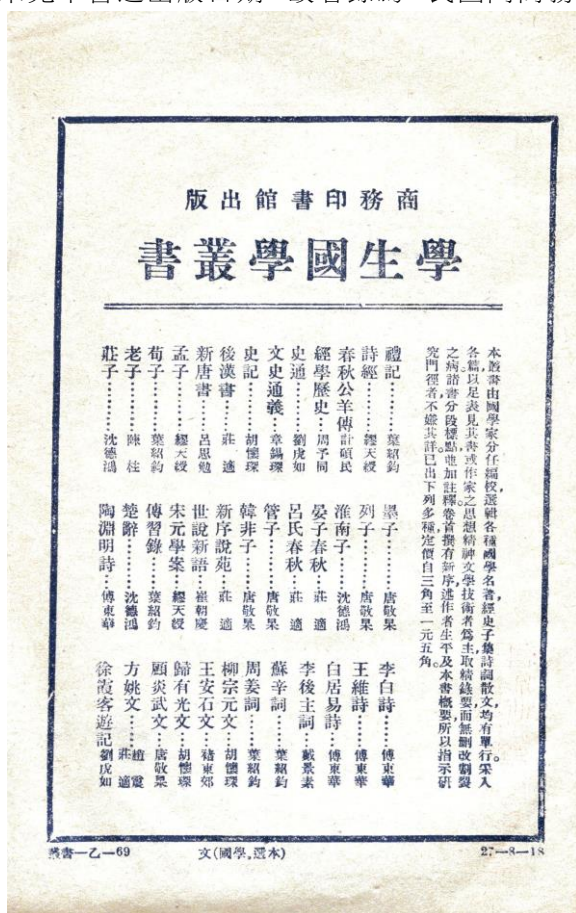 商務印書館出版
學生國學叢書
本叢書由國學家分任編校，選輯各種國學名著，經史子集詩詞散文，均有單行。采入
各篇以足表見其書或作家之思想精神文學技術者爲主取精鎔要而無刪改割裂
之病諸書分段標點並加註釋卷首撰有新序述作者生平及本書概要所以指示研
究門徑者不嫌其詳。已出下列多種，定價自三角至一元五角。
禮記………葉紹鈞
詩經………繆天綬
春秋公羊傳 計碩民
經學歷史…周予同
史通………劉虎如
文史通義…章錫琛
史記………胡懷琛
後漢書……莊適
新唐書……呂思勉
孟子………繆天綬
荀子………葉紹鈞
老子………陳柱
莊子………沈德鴻
墨子………唐敬杲
列子………唐敬杲
淮南子……沈德鴻
晏子春秋…莊適
呂氏春秋…莊適
管子………唐敬杲
韓非子……唐敬杲
新序說苑…莊適
世說新語…崔朝慶
宋元學案…繆天綬
傳習錄……葉紹鈞
楚辭………沈德鴻
陶淵明詩…傅東華
李白詩……傅東華
王維詩……傅東華
白居易詩…傅東華
李後主詞…戴景素
蘇辛詞……葉紹鈞
周姜詞……葉紹鈞
柳宗元文…胡懷琛
王安石文…褚東郊
歸有光文…胡懷琛
顧炎武文…唐敬杲
方姚文……莊適 趙震
徐霞客遊記 劉虎如
叢書—乙—69 文(國學,選本) 27—8—18